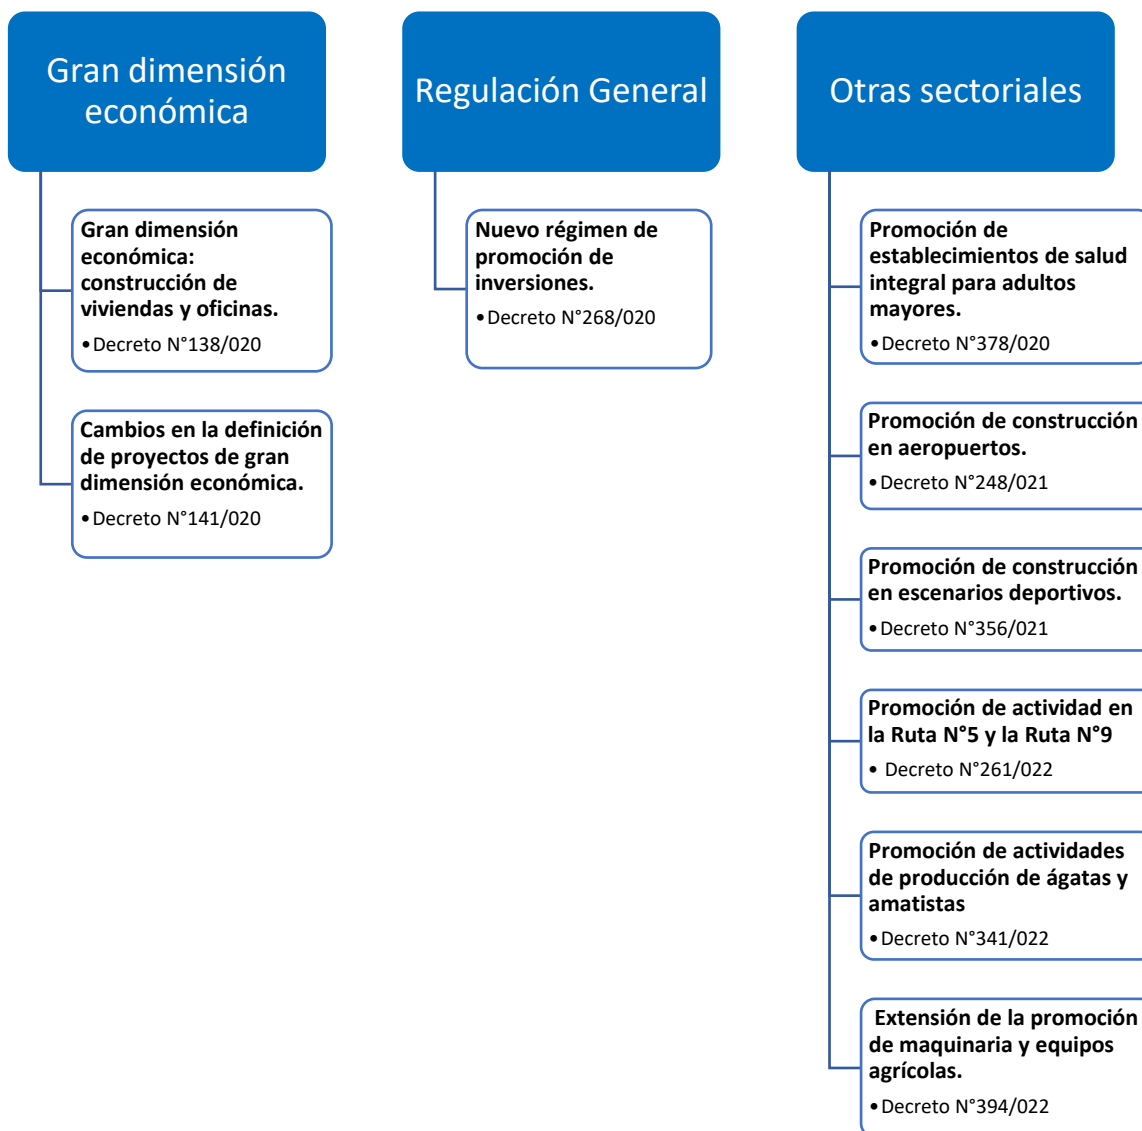 Gran dimensión
económica
Gran dimensión
económica:
construcción de
viviendas y oficinas.
•Decreto N°138/020
Cambios en la definición
de proyectos de gran
dimensión económica.
•Decreto N°141/020
Regulación General
Nuevo régimen de
promoción de
inversiones.
•Decreto N°268/020
Otras sectoriales
Promoción de
establecimientos de salud
integral para adultos
mayores.
•Decreto N°378/020
Promoción de construcción
en aeropuertos.
•Decreto N°248/021
Promoción de construcción
en escenarios deportivos.
•Decreto N°356/021
Promoción de actividad en
la Ruta N°5 y la Ruta N°9
• Decreto N°261/022
Promoción de actividades
de producción de ágatas y
amatistas
•Decreto N°341/022
Extensión de la promoción
de maquinaria y equipos
agrícolas.
•Decreto N°394/022